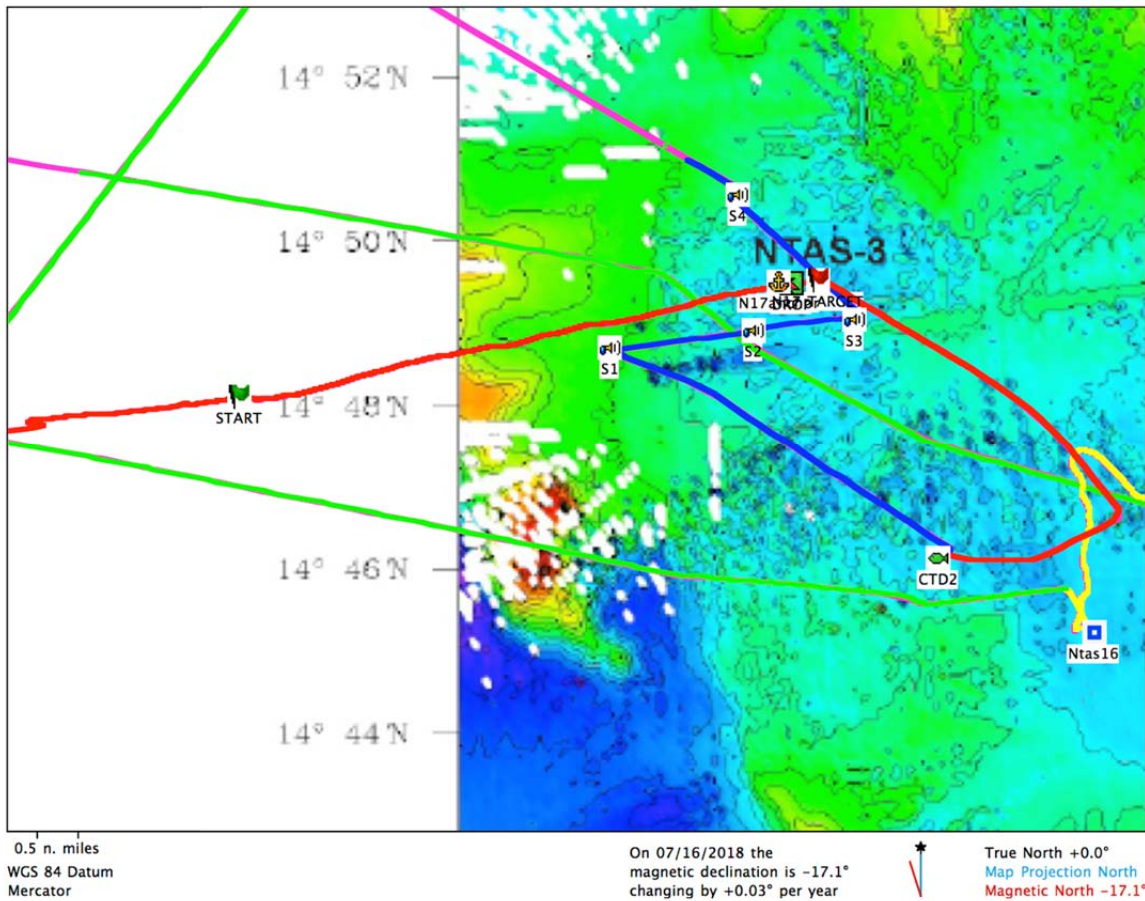 14° 52'N
S4
14° 50'N
NTAS-3
TARGET
S2
S3
S1
START
14° 48'N
14° 46'N
CTD2
Ntas16
14° 44'N
0.5 n. miles
WGS 84 Datum
Mercator
On 07/16/2018 the
magnetic declination is -17.1°
changing by +0.03° per year
True North +0.0°
Map Projection North
Magnetic North -17.1°